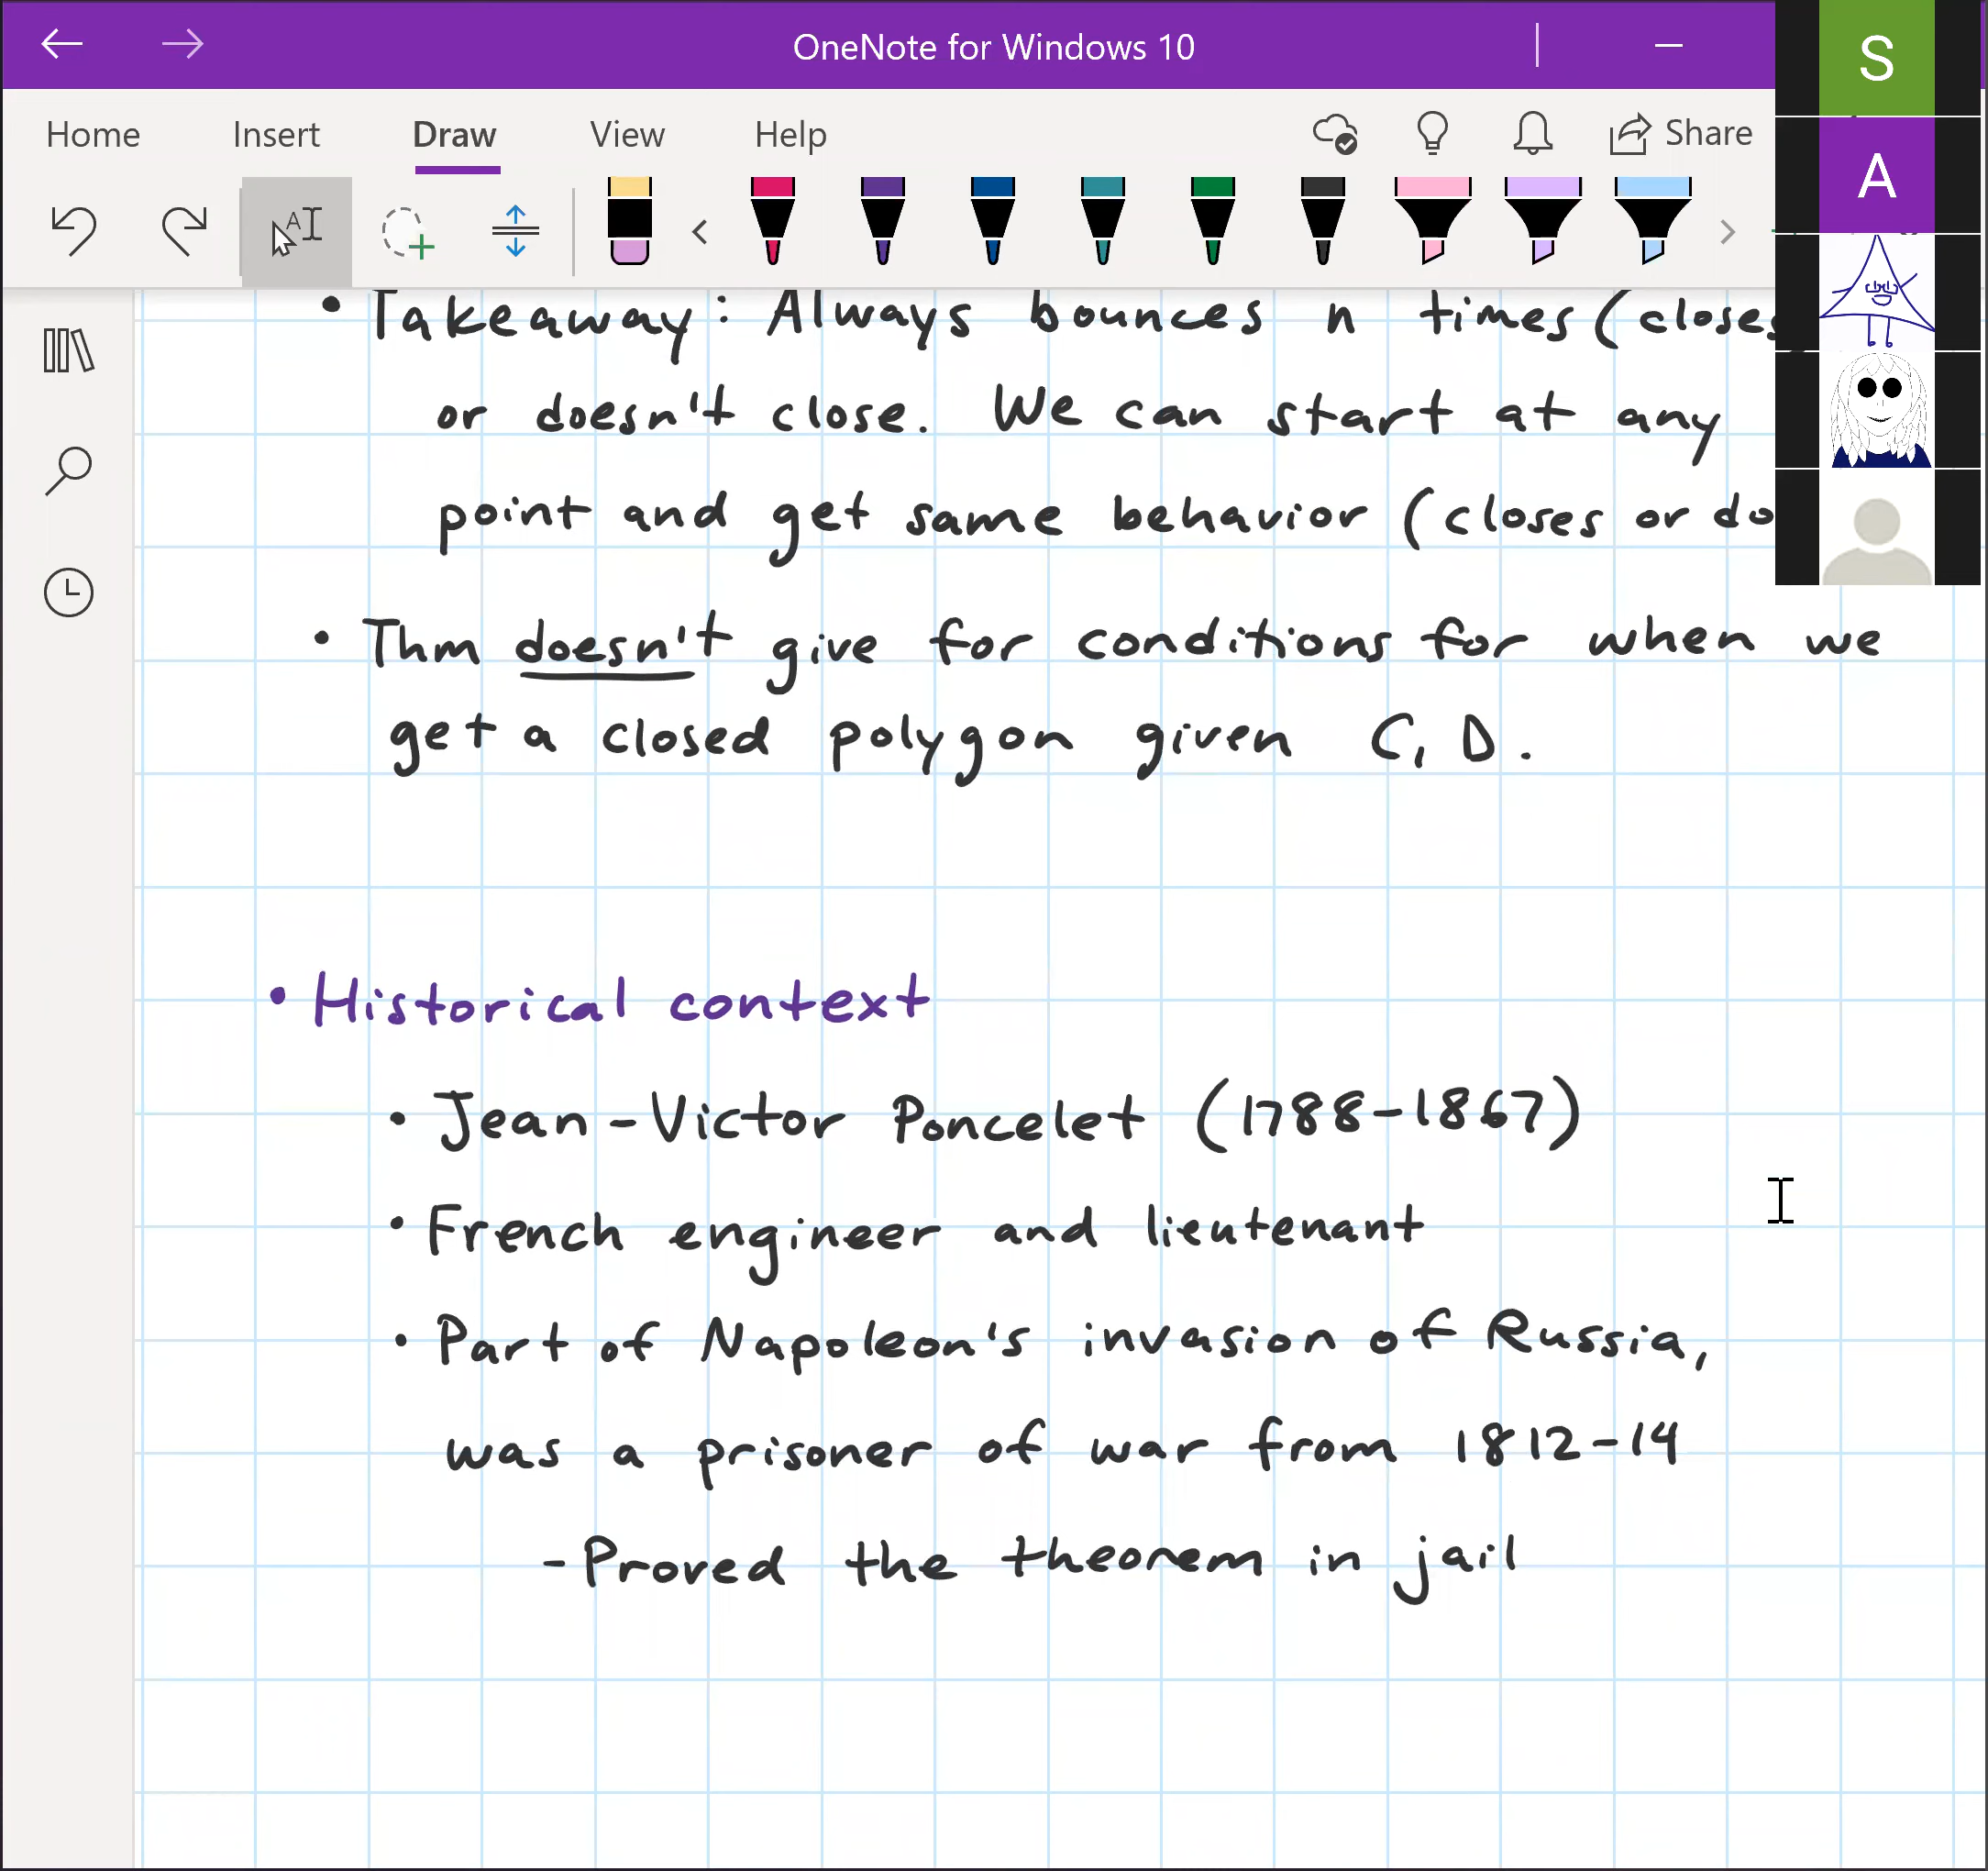 OneNote for Windows 10
Home Insert Draw View Help Share
S
A
• Takeaway: Always bounces n times (closes
or doesn't close. We can start at any
point and get same behavior (closes or do
• Thm doesn't give for conditions for when we
get a closed polygon given C, D.
• Historical context
• Jean-Victor Poncelet (1788-1867)
• French engineer and lieutenant
• Part of Napoleon's invasion of Russia,
was a prisoner of war from 1812-14
- Proved the theorem in jail